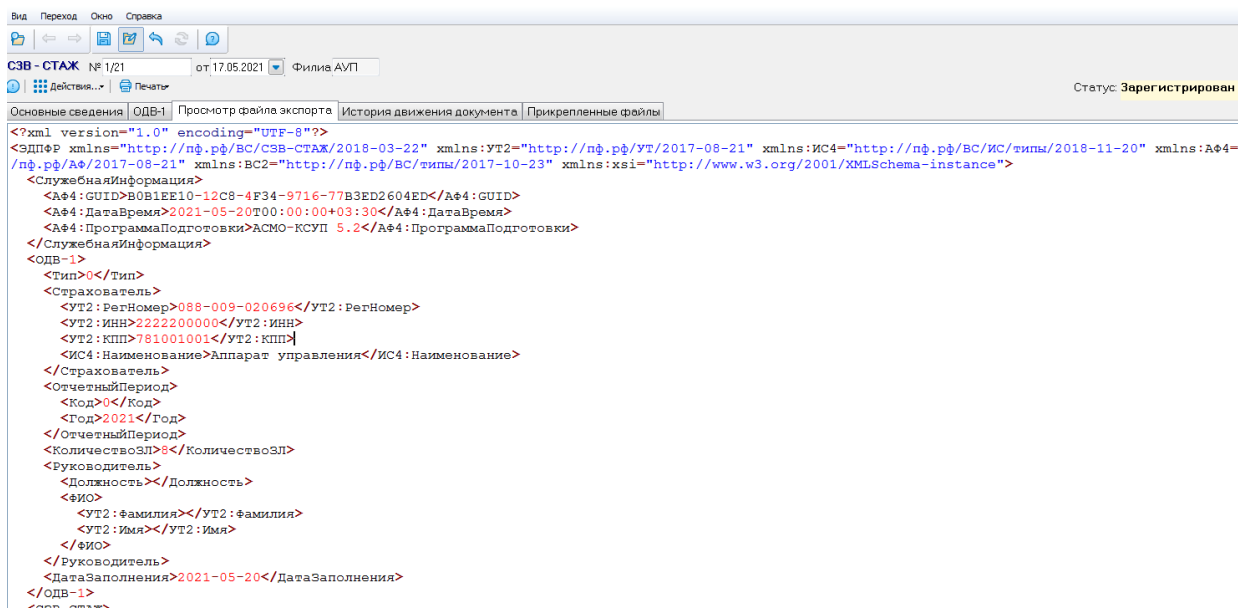 Вид Переход Окно Справка
СЗВ - СТАЖ № 1/21 от 17.05.2021 Филиа АУП
Действия... Печать
Статус: Зарегистрирован
Основные сведения ОДВ-1 Просмотр файла экспорта История движения документа Прикрепленные файлы
<?xml version="1.0" encoding="UTF-8"?>
<ЭДПФР xmlns="http://пф.рф/ВС/СЗВ-СТАЖ/2018-03-22" xmlns:УТ2="http://пф.рф/УТ/2017-08-21" xmlns:ИС4="http://пф.рф/ВС/ИС/типы/2018-11-20" xmlns:АФ4=
/пф.рф/АФ/2017-08-21" xmlns:ВС2="http://пф.рф/ВС/типы/2017-10-23" xmlns:xsi="http://www.w3.org/2001/XMLSchema-instance">
<СлужебнаяИнформация>
<АФ4:GUID>B0B1EE10-12C8-4F34-9716-77B3ED2604ED</АФ4:GUID>
<АФ4:ДатаВремя>2021-05-20T00:00:00+03:30</АФ4:ДатаВремя>
<АФ4:ПрограммаПодготовки>АСМО-КСУП 5.2</АФ4:ПрограммаПодготовки>
</СлужебнаяИнформация>
<ОДВ-1>
<Тип>0</Тип>
<Страхователь>
<УТ2:РегНомер>088-009-020696</УТ2:РегНомер>
<УТ2:ИНН>2222200000</УТ2:ИНН>
<УТ2:КПП>781001001</УТ2:КПП>
<ИС4:Наименование>Аппарат управления</ИС4:Наименование>
</Страхователь>
<ОтчетныйПериод>
<Код>0</Код>
<Год>2021</Год>
</ОтчетныйПериод>
<КоличествоЗЛ>8</КоличествоЗЛ>
<Руководитель>
<Должность></Должность>
<ФИО>
<УТ2:Фамилия></УТ2:Фамилия>
<УТ2:Имя></УТ2:Имя>
</ФИО>
</Руководитель>
<ДатаЗаполнения>2021-05-20</ДатаЗаполнения>
</ОДВ-1>
<СЗВ-СТАЖ>